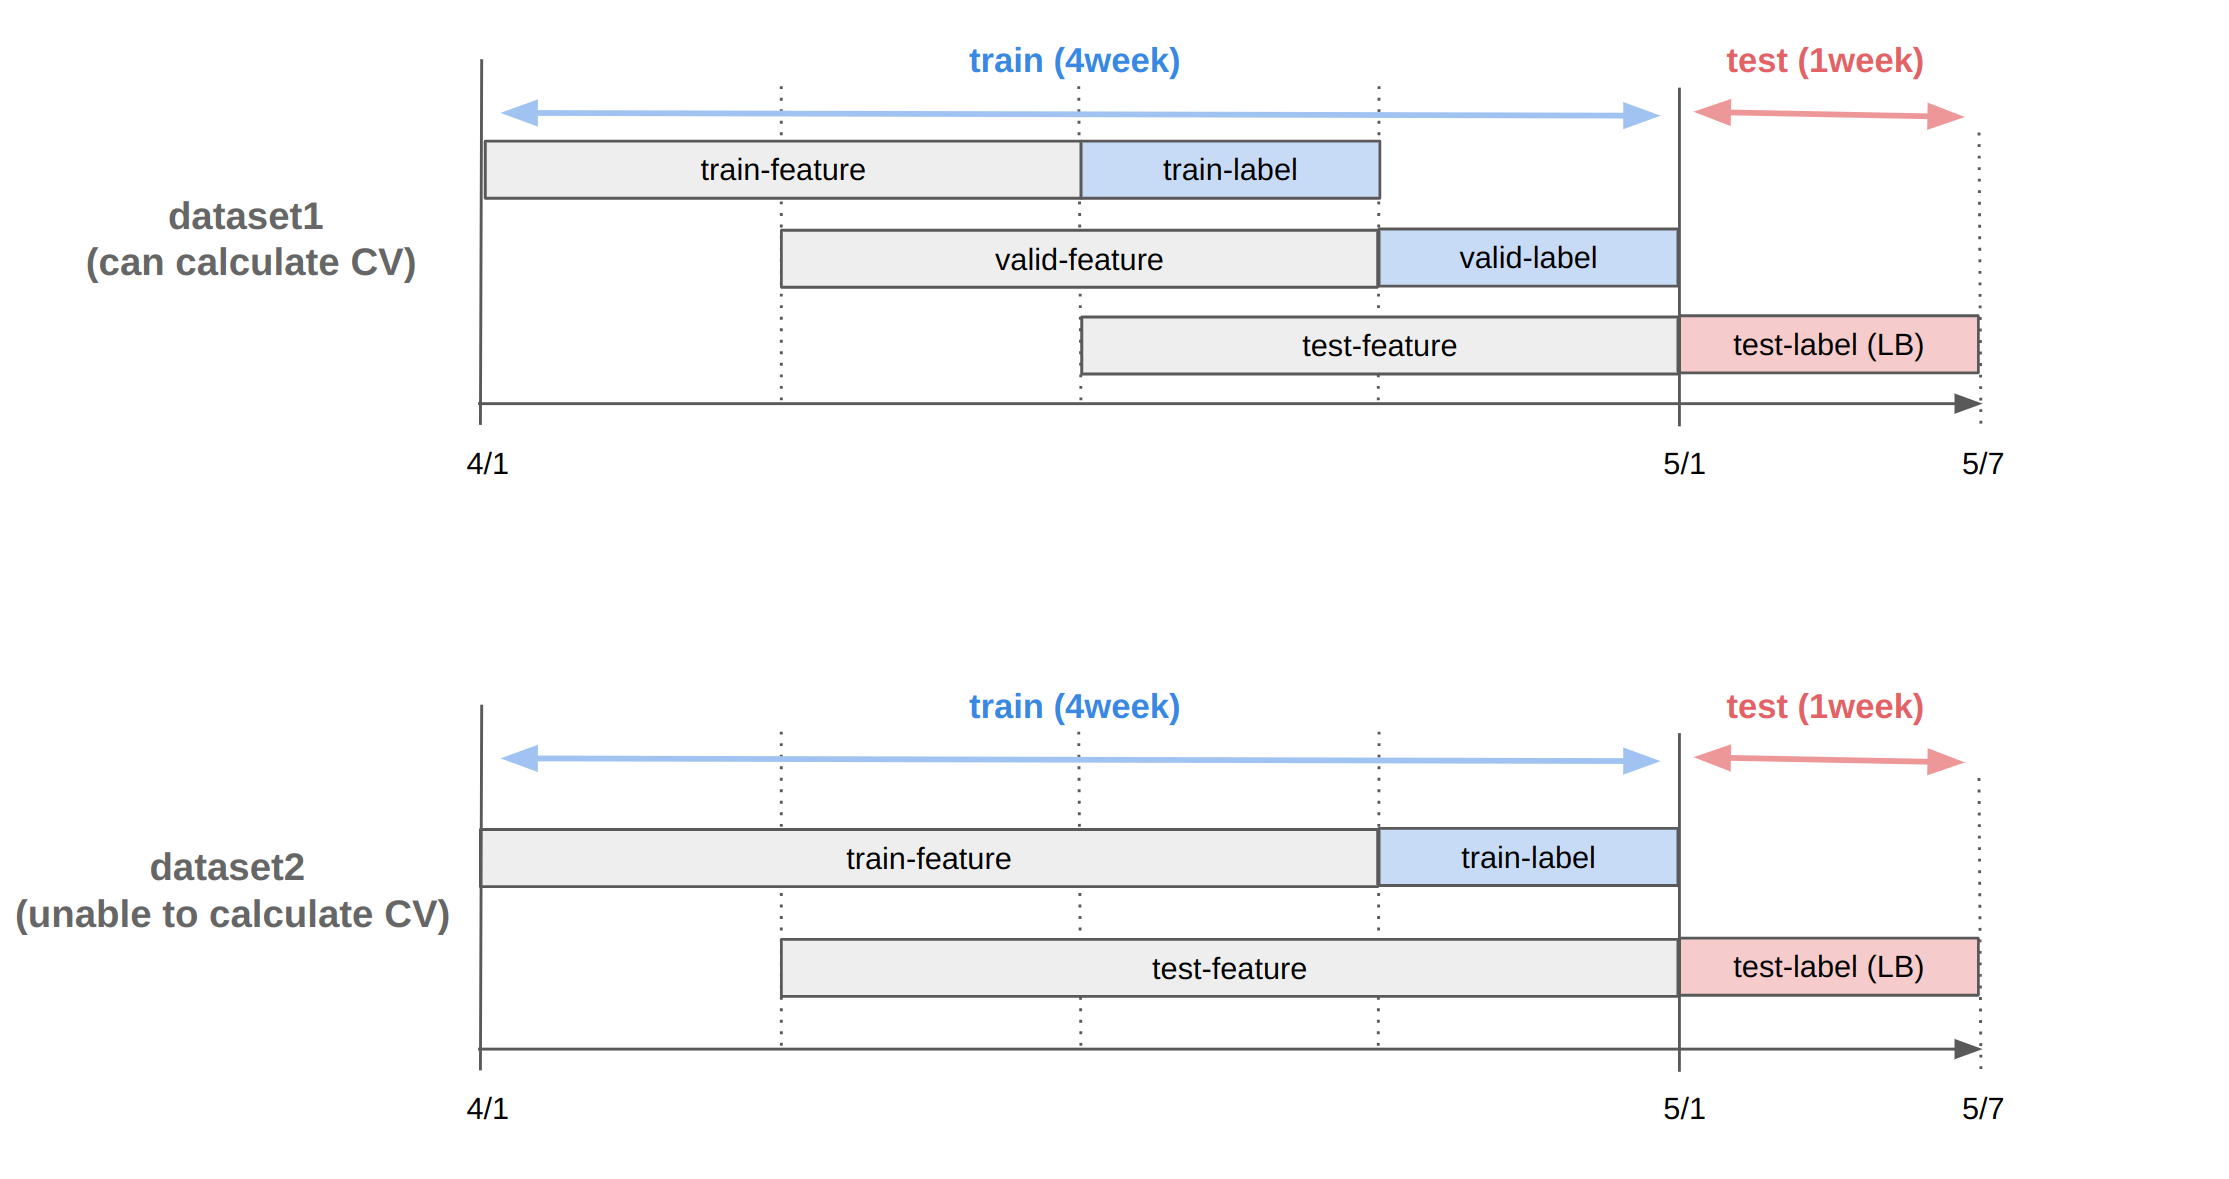 train (4week)
test (1week)
train-feature
train-label
dataset1
(can calculate CV)
valid-feature
valid-label
test-feature
test-label (LB)
4/1
5/1
5/7
train (4week)
test (1week)
train-feature
train-label
dataset2
(unable to calculate CV)
test-feature
test-label (LB)
4/1
5/1
5/7